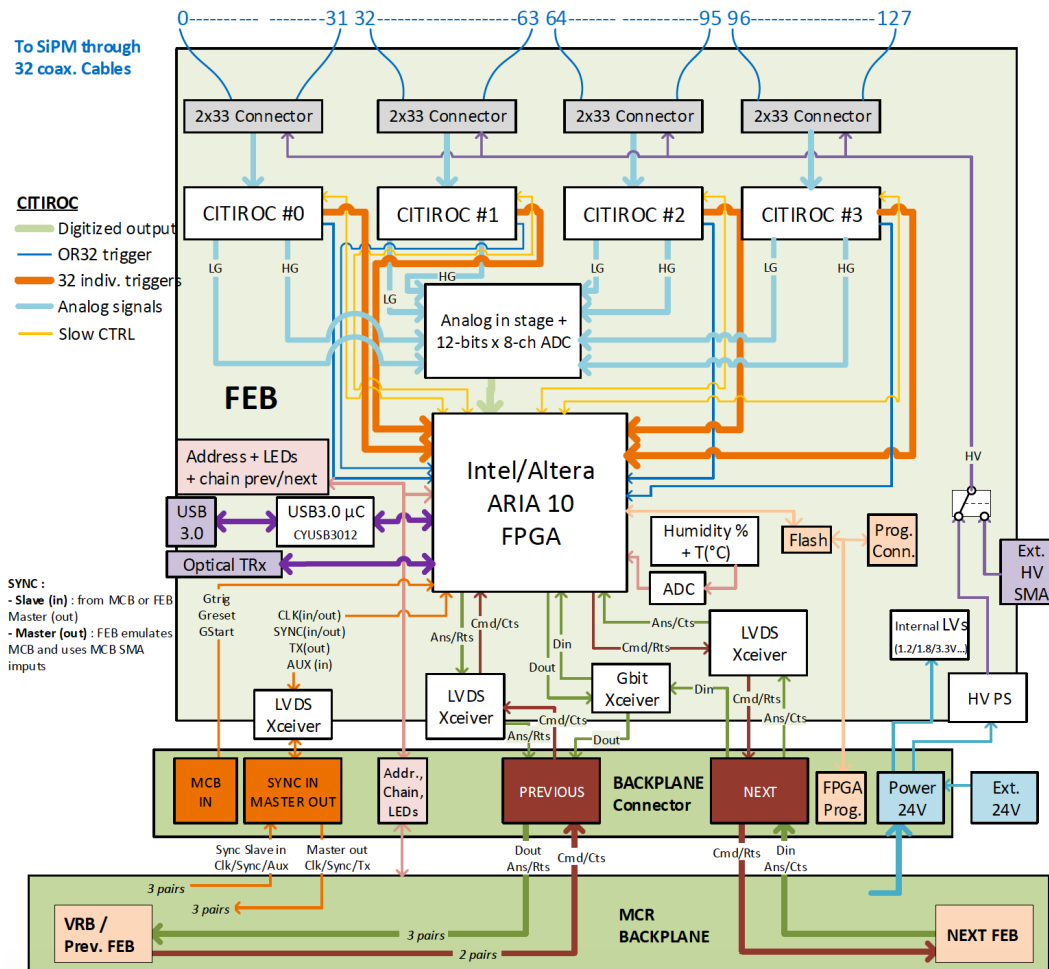 0----------------31 32----------------63 64----------------95 96----------------127
To SiPM through
32 coax. Cables
2x33 Connector
2x33 Connector
2x33 Connector
2x33 Connector
CITIROC
Digitized output
OR32 trigger
32 indiv. triggers
Analog signals
Slow CTRL
CITIROC #0
CITIROC #1
CITIROC #2
CITIROC #3
LG
HG
LG
HG
LG
HG
LG
HG
Analog in stage +
12-bits x 8-ch ADC
FEB
HV
Address + LEDs
+ chain prev/next
Intel/Altera
ARIA 10
FPGA
USB
3.0
USB3.0 µC
CYUSB3012
Optical TRx
Humidity %
+ T(°C)
ADC
Flash
Prog.
Conn.
Ext.
HV
SMA
SYNC :
- Slave (in) : from MCB or FEB
Master (out)
- Master (out) : FEB emulates
MCB and uses MCB SMA
imputs
Gtrig
Greset
GStart
CLK(in/out)
SYNC(in/out)
TX(out)
AUX (in)
Ans/Rts
Cmd/Cts
Din
Dout
Ans/Cts
Cmd/Rts
LVDS
Xceiver
Internal LVs
(1.2/1.8/3.3V...)
LVDS
Xceiver
LVDS
Xceiver
Gbit
Xceiver
Din
Cmd/Rts
Ans/Cts
HV PS
Cmd/Cts
Ans/Rts
Dout
MCB
IN
SYNC IN
MASTER OUT
Addr.,
Chain,
LEDs
PREVIOUS
BACKPLANE
Connector
NEXT
FPGA
Prog.
Power
24V
Ext.
24V
Sync Slave in
Clk/Sync/Aux
Master out
Clk/Sync/Tx
Dout
Ans/Rts
Cmd/Cts
Cmd/Rts
Din
Ans/Cts
3 pairs
3 pairs
VRB /
Prev. FEB
3 pairs
2 pairs
MCR
BACKPLANE
NEXT FEB